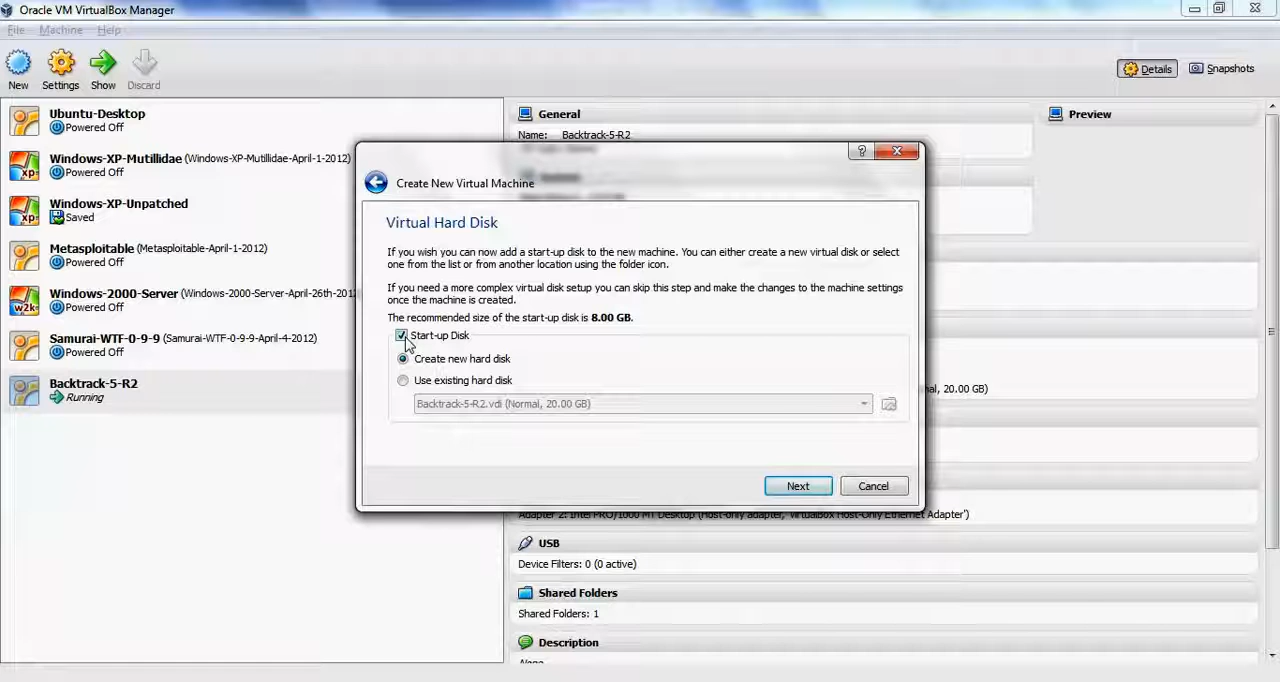 Oracle VM VirtualBox Manager
File Machine Help
New Settings Show Discard
Details Snapshots
Ubuntu-Desktop
Powered Off
Windows-XP-Mutillidae (Windows-XP-Mutillidae-April-1-2012)
Powered Off
Windows-XP-Unpatched
Saved
Metasploitable (Metasploitable-April-1-2012)
Powered Off
Windows-2000-Server (Windows-2000-Server-April-26th-201
Powered Off
Samurai-WTF-0-9-9 (Samurai-WTF-0-9-9-April-4-2012)
Powered Off
Backtrack-5-R2
Running
General
Name: Backtrack-5-R2
Preview
Create New Virtual Machine
Virtual Hard Disk
If you wish you can now add a start-up disk to the new machine. You can either create a new virtual disk or select
one from the list or from another location using the folder icon.
If you need a more complex virtual disk setup you can skip this step and make the changes to the machine settings
once the machine is created.
The recommended size of the start-up disk is 8.00 GB.
Start-up Disk
Create new hard disk
Use existing hard disk
Backtrack-5-R2.vdi (Normal, 20.00 GB)
Next Cancel
20.00 GB)
Adapter 2: Intel PRO/1000 MT Desktop (Host-only adapter, 'VirtualBox Host-Only Ethernet Adapter')
USB
Device Filters: 0 (0 active)
Shared Folders
Shared Folders: 1
Description
None